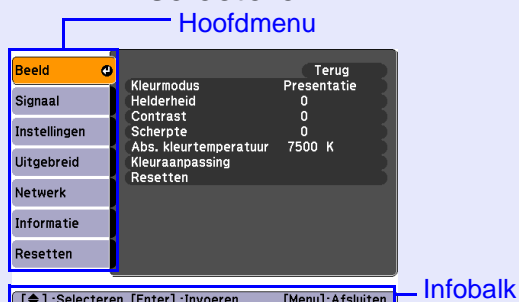 Hoofdmenu
Beeld
Signaal
Instellingen
Uitgebreid
Netwerk
Informatie
Resetten
Terug
Kleurmodus Presentatie
Helderheid 0
Contrast 0
Scherpte 0
Abs. kleurtemperatuur 7500 K
Kleuraanpassing
Resetten
[ ] :Selecteren [Enter] :Invoeren [Menu] :Afsluiten
Infobalk